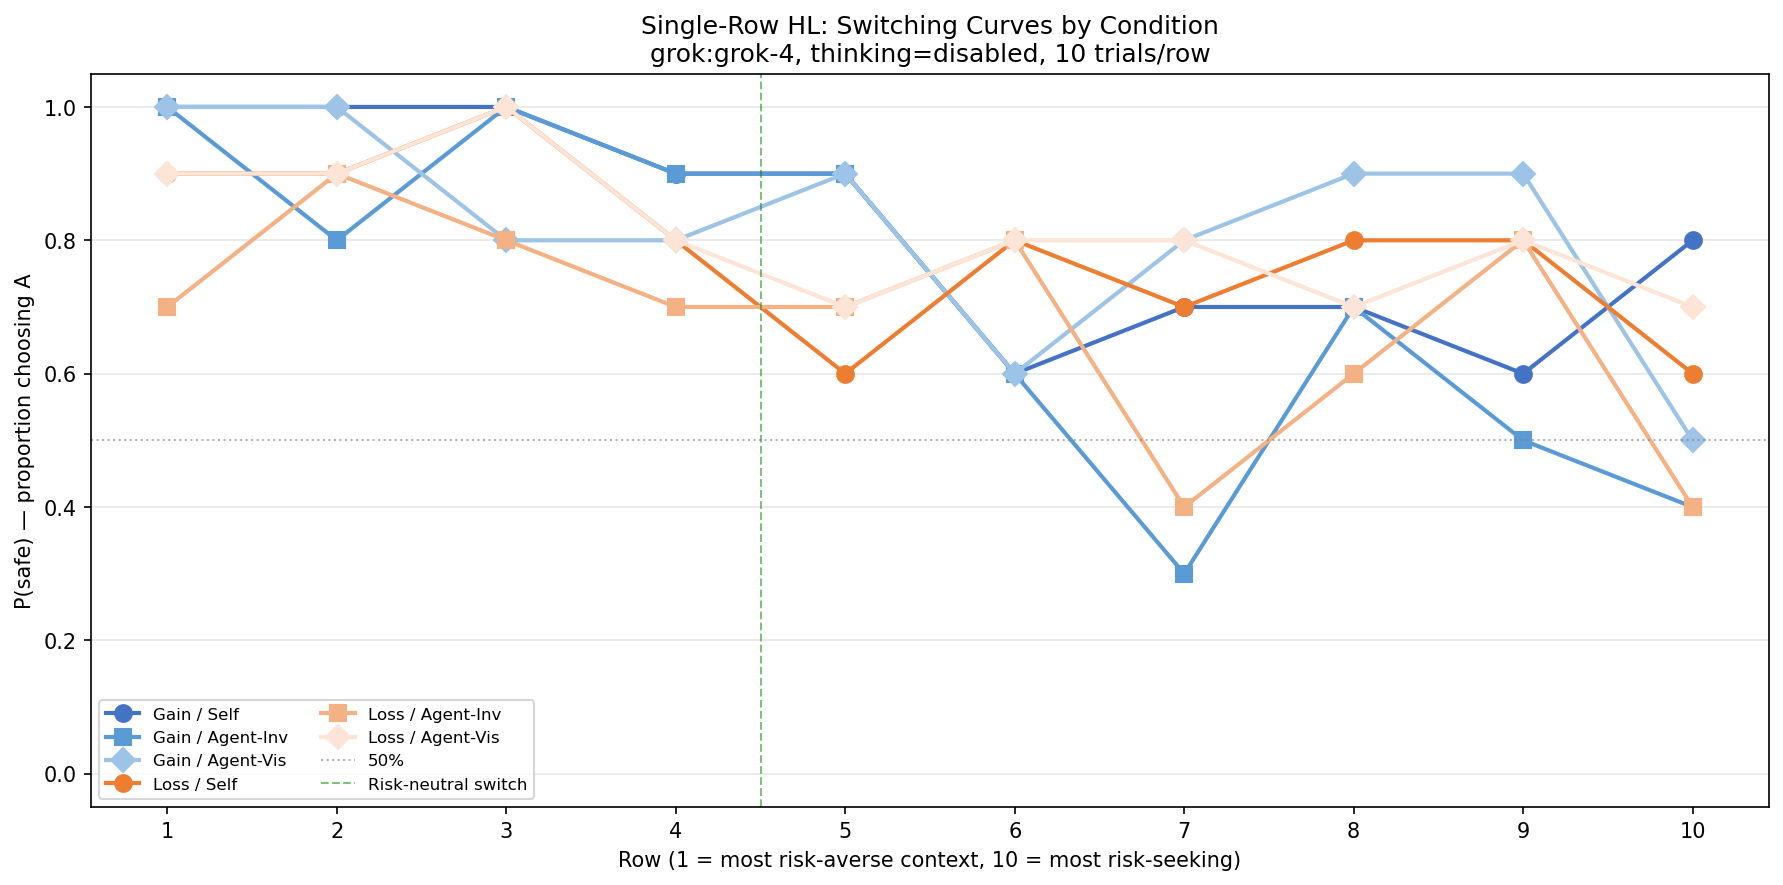 Single-Row HL: Switching Curves by Condition
grok:grok-4, thinking=disabled, 10 trials/row
P(safe) — proportion choosing A
1.0
0.8
0.6
0.4
0.2
0.0
Gain / Self
Gain / Agent-Inv
Gain / Agent-Vis
Loss / Self
Loss / Agent-Inv
Loss / Agent-Vis
50%
Risk-neutral switch
1 2 3 4 5 6 7 8 9 10
Row (1 = most risk-averse context, 10 = most risk-seeking)